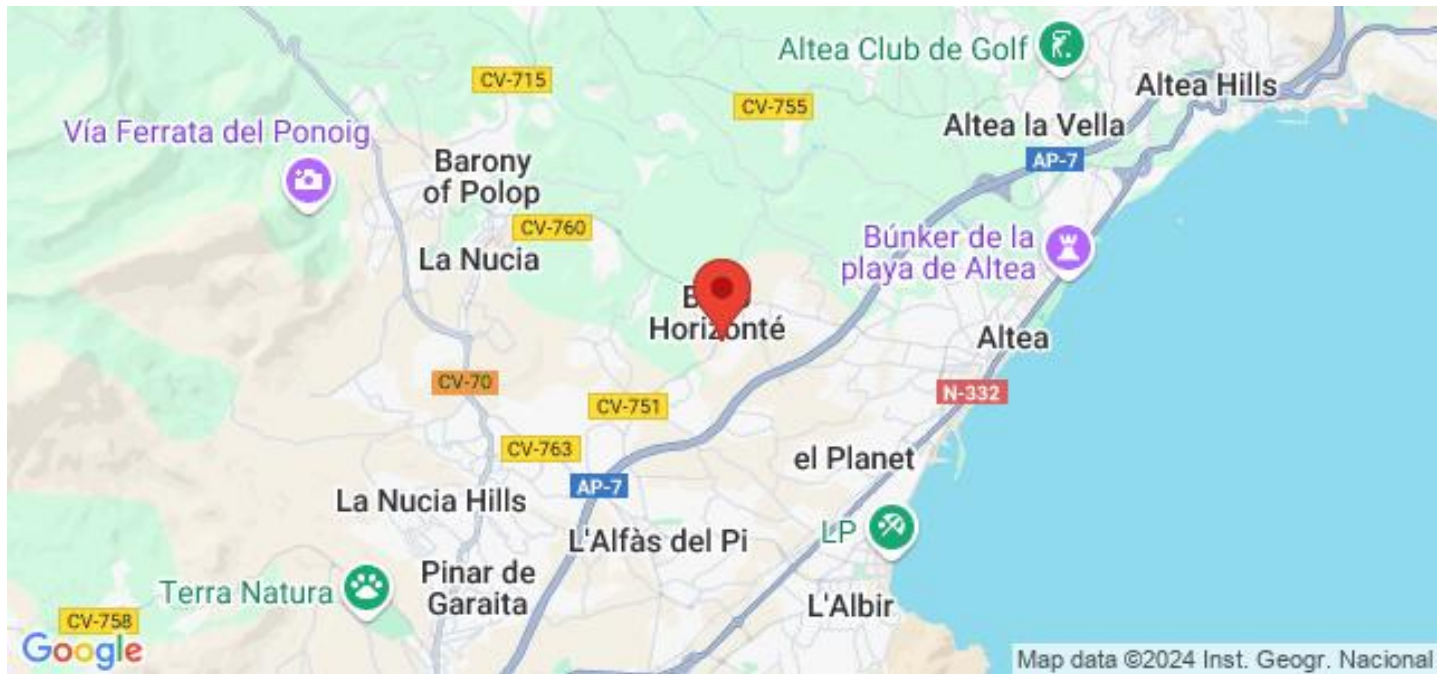 Altea Club de Golf
CV-715
Altea Hills
CV-755
Vía Ferrata del Ponoig
Altea la Vella
Barony
of Polop
AP-7
CV-760
Búnker de la
playa de Altea
La Nucia
Horizonté
Altea
CV-70
N-332
CV-751
CV-763
el Planet
AP-7
La Nucia Hills
LP
L'Alfàs del Pi
Pinar de
Garaita
Terra Natura
L'Albir
CV-758
Google
Map data ©2024 Inst. Geogr. Nacional